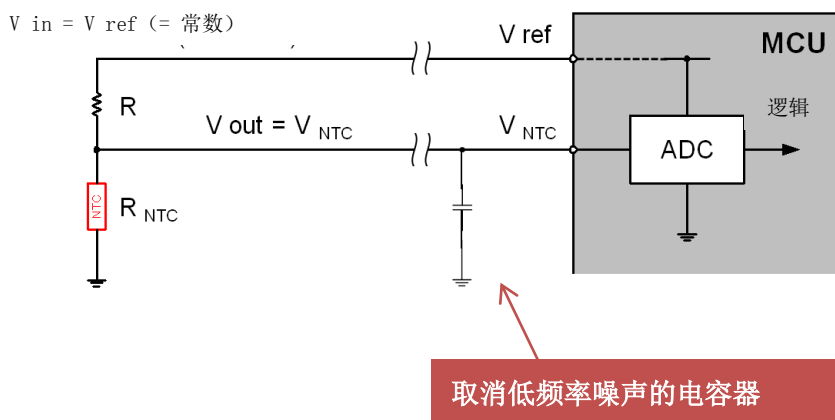 V in = V ref (= 常数)
V ref
MCU
R
V out = V NTC
V NTC
逻辑
ADC
NTC
R NTC
取消低频率噪声的电容器